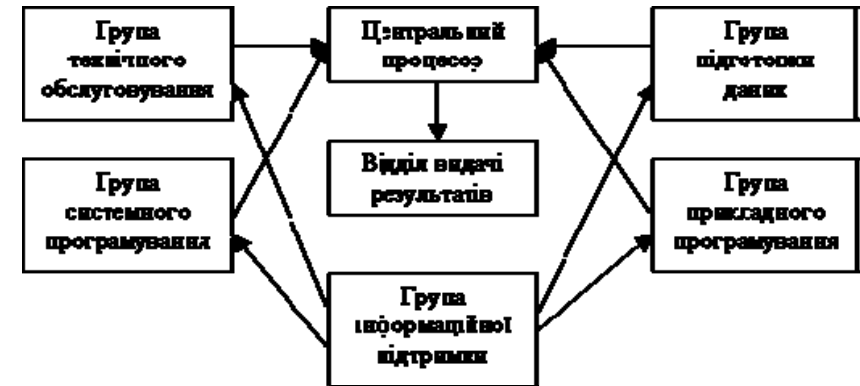 Група
технічного
обслуговування
Центральний
процесор
Група
підготовки
даних
Відділ видачі
результатів
Група
системного
програмування
Група
прикладного
програмування
Група
інформаційної
підтримки